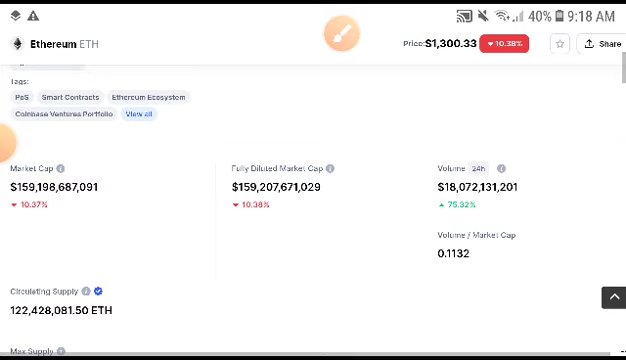 40% 9:18 AM
Ethereum ETH Price:$1,300.33 ▼ 10.38% Share
Tags:
PoS Smart Contracts Ethereum Ecosystem
Coinbase Ventures Portfolio View all
Market Cap Fully Diluted Market Cap Volume 24h
$159,198,687,091 $159,207,671,029 $18,072,131,201
▼ 10.37% ▼ 10.38% ▲ 75.32%
Volume / Market Cap
0.1132
Circulating Supply
122,428,081.50 ETH
Max Supply